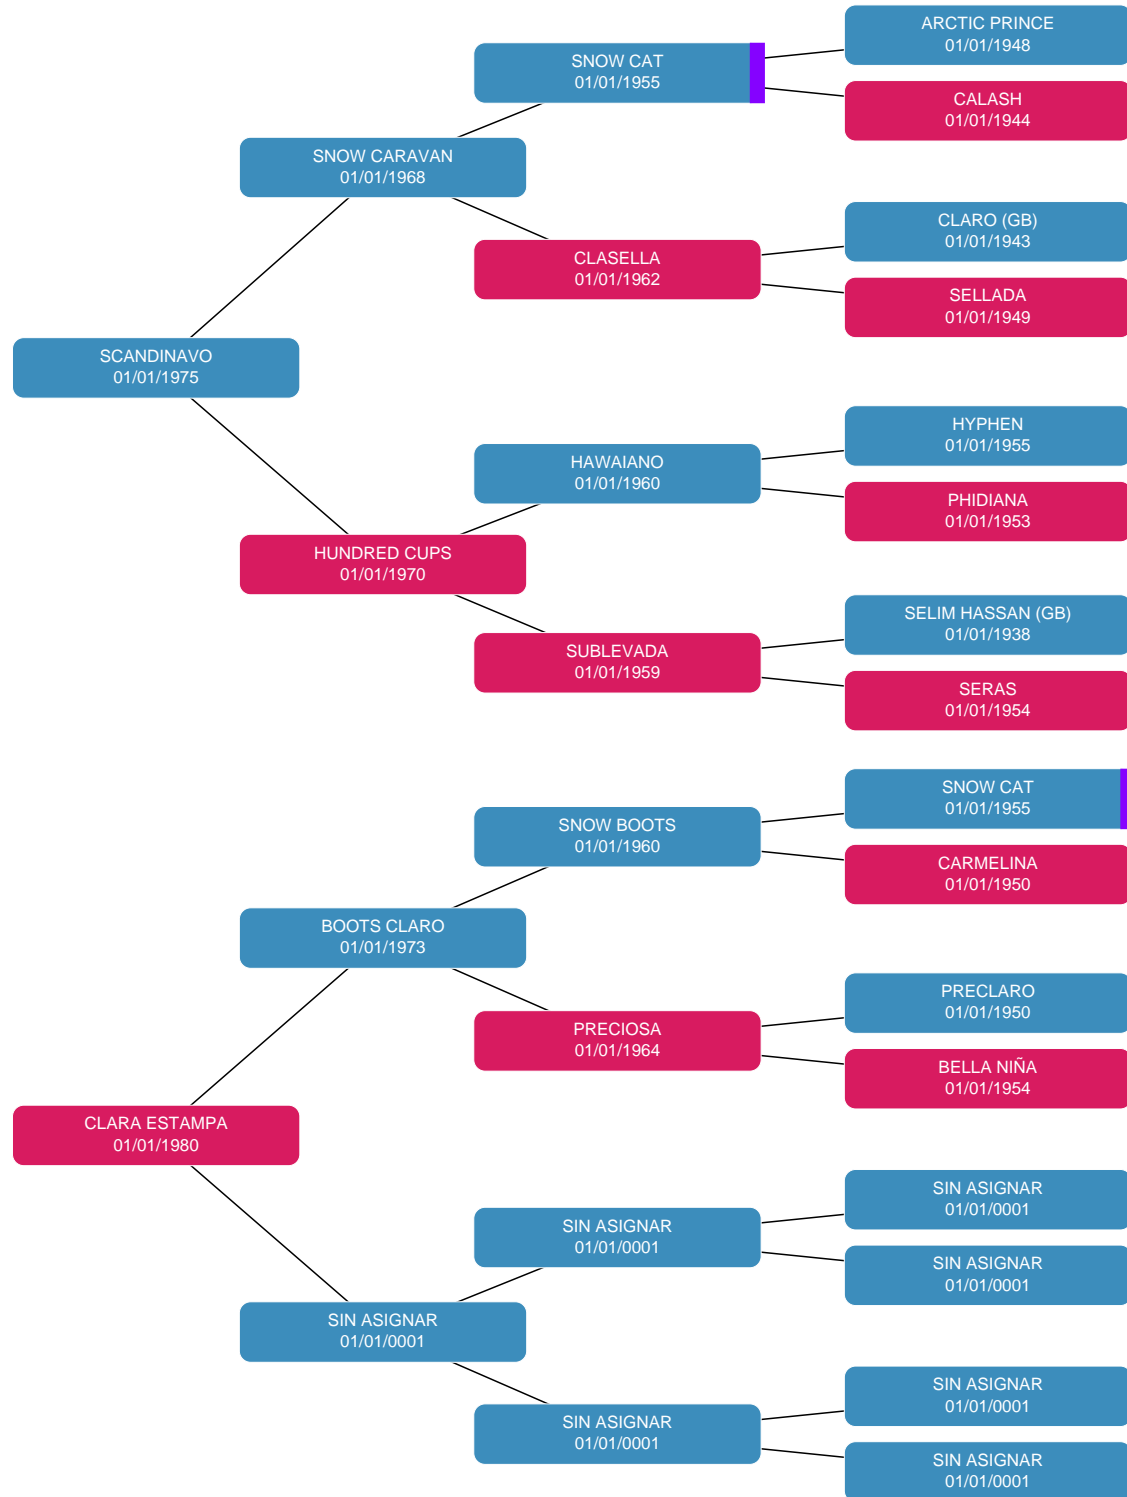 ARCTIC PRINCE
01/01/1948
SNOW CAT
01/01/1955
CALASH
01/01/1944
SNOW CARAVAN
01/01/1968
CLARO (GB)
01/01/1943
CLASELLA
01/01/1962
SELLADA
01/01/1949
SCANDINAVO
01/01/1975
HYPHEN
01/01/1955
HAWAIANO
01/01/1960
PHIDIANA
01/01/1953
HUNDRED CUPS
01/01/1970
SELIM HASSAN (GB)
01/01/1938
SUBLEVADA
01/01/1959
SERAS
01/01/1954
SNOW CAT
01/01/1955
SNOW BOOTS
01/01/1960
CARMELINA
01/01/1950
BOOTS CLARO
01/01/1973
PRECLARO
01/01/1950
PRECIOSA
01/01/1964
BELLA NIÑA
01/01/1954
CLARA ESTAMPA
01/01/1980
SIN ASIGNAR
01/01/0001
SIN ASIGNAR
01/01/0001
SIN ASIGNAR
01/01/0001
SIN ASIGNAR
01/01/0001
SIN ASIGNAR
01/01/0001
SIN ASIGNAR
01/01/0001
SIN ASIGNAR
01/01/0001